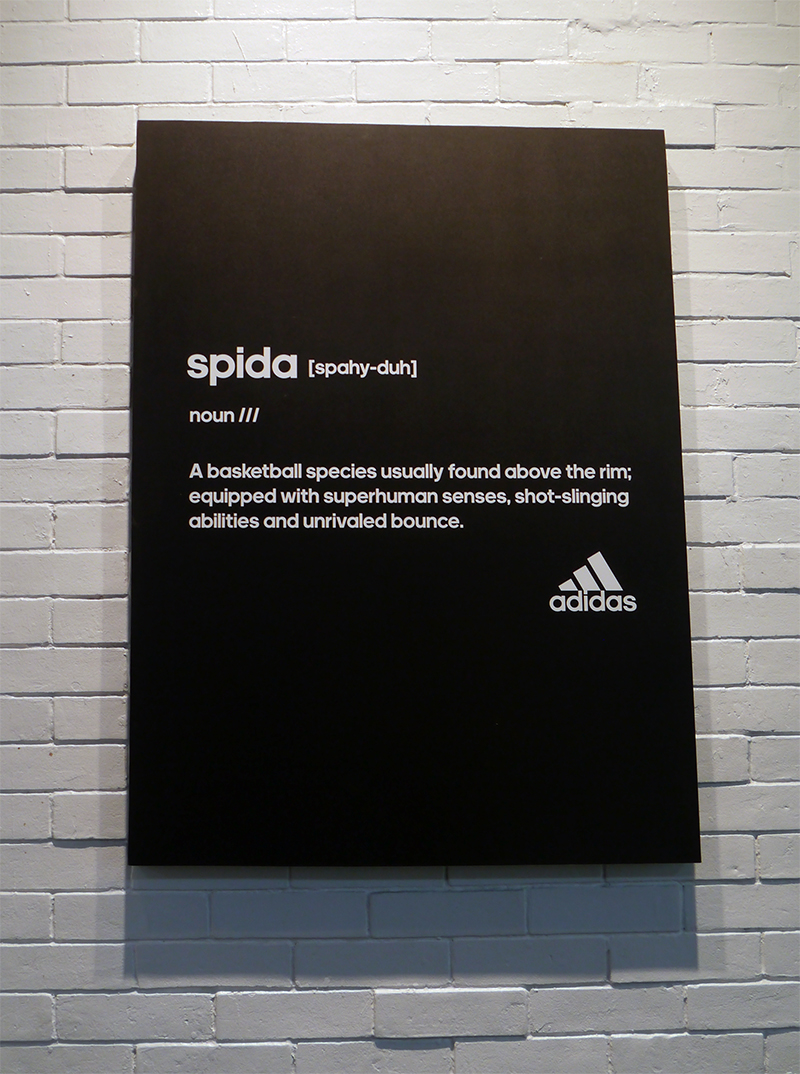 spida [spahy-duh]
noun ///
A basketball species usually found above the rim;
equipped with superhuman senses, shot-slinging
abilities and unrivaled bounce.
adidas